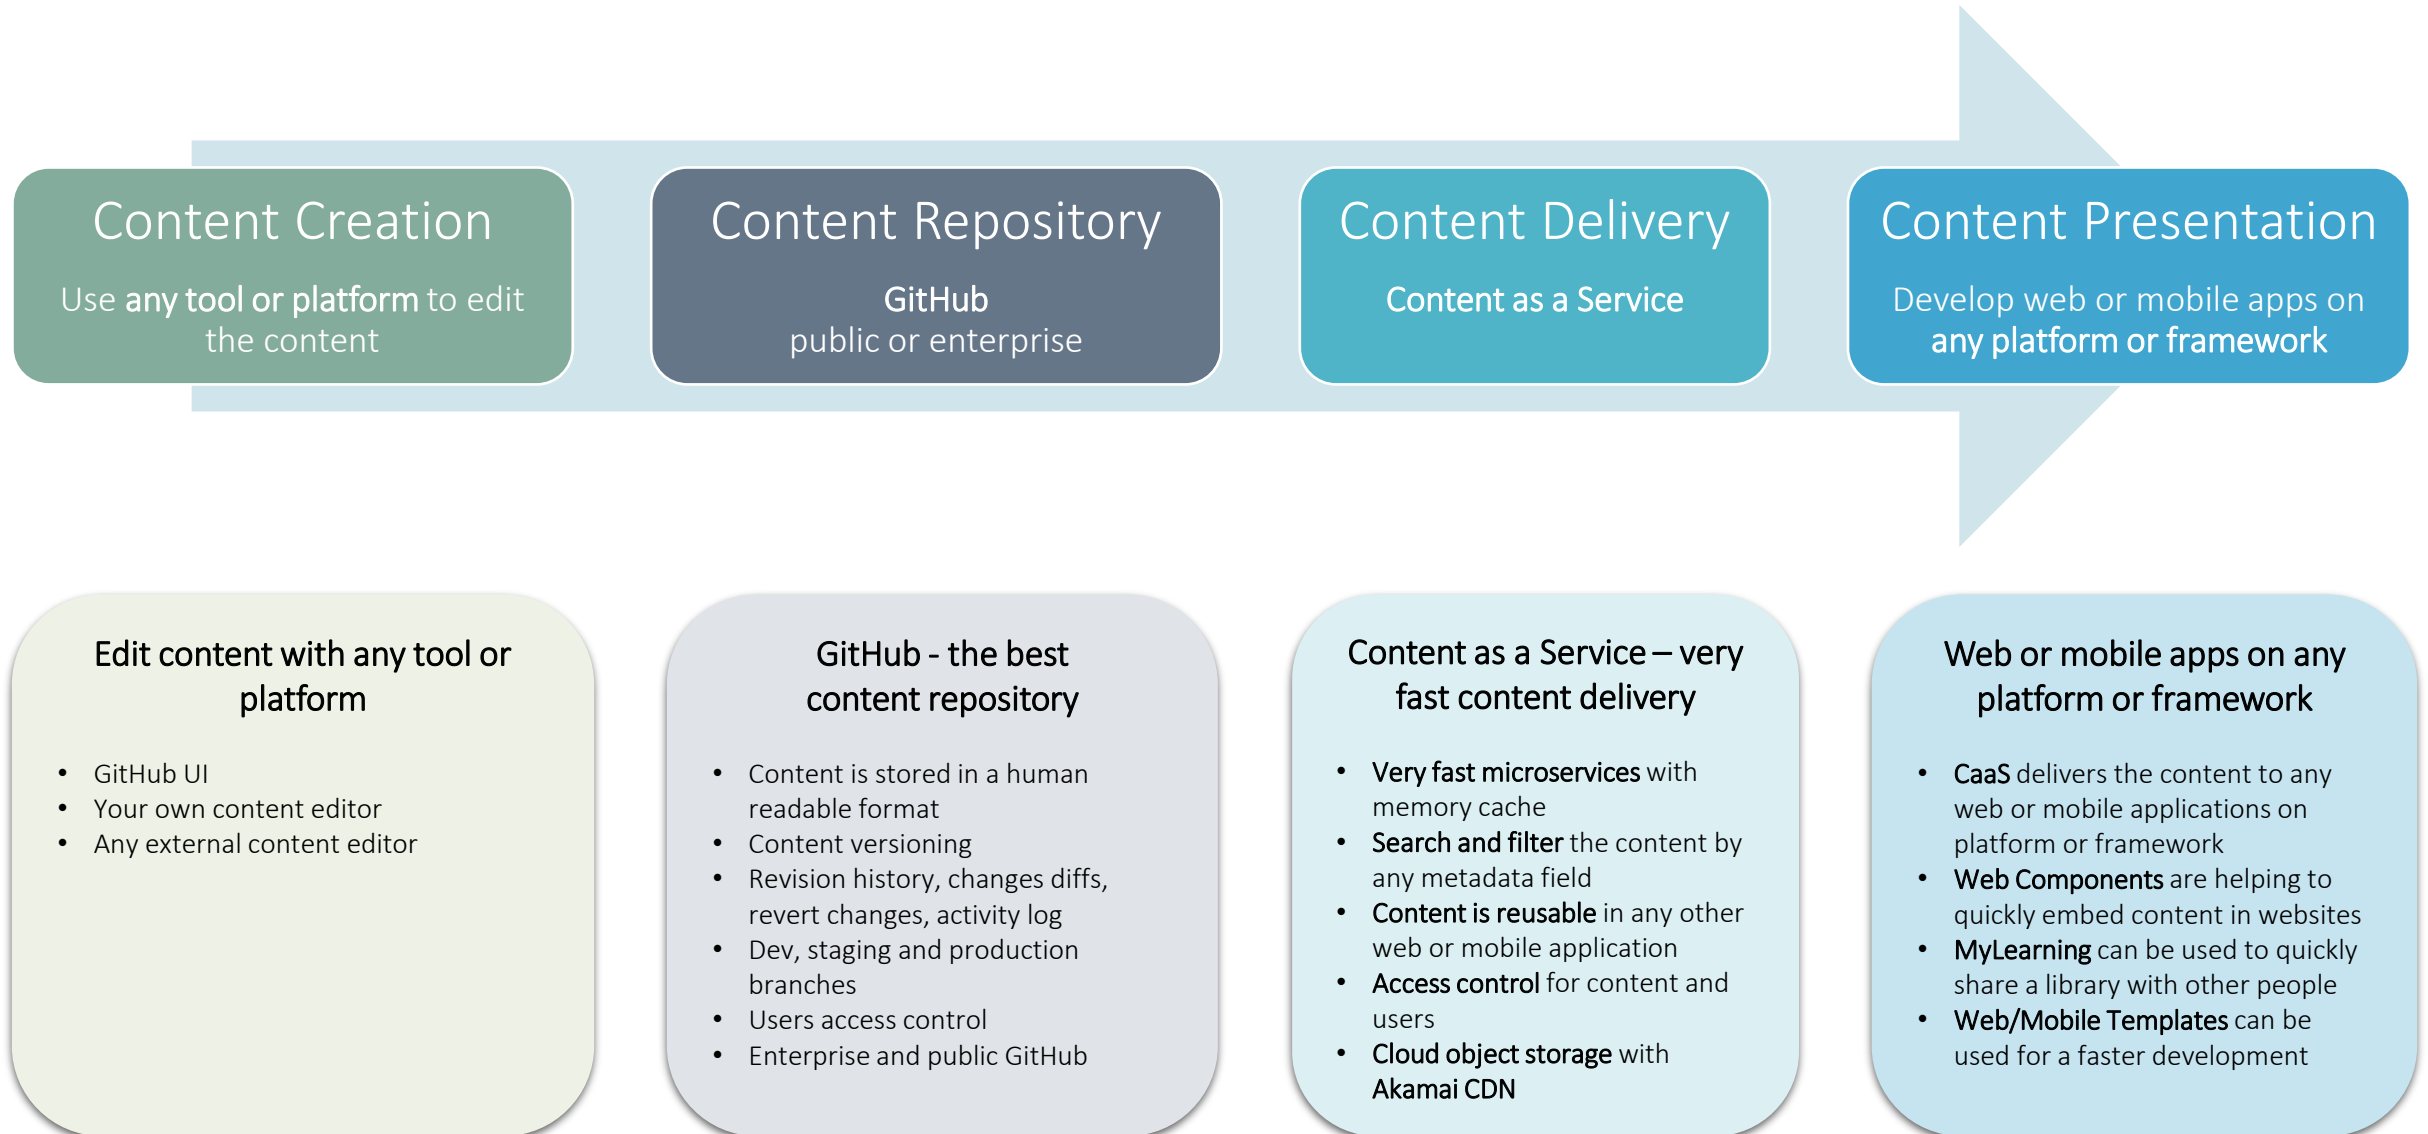 Content Creation
Use any tool or platform to edit
the content
Content Repository
GitHub
public or enterprise
Content Delivery
Content as a Service
Content Presentation
Develop web or mobile apps on
any platform or framework
Edit content with any tool or
platform
• GitHub UI
• Your own content editor
• Any external content editor
GitHub - the best
content repository
• Content is stored in a human
readable format
• Content versioning
• Revision history, changes diffs,
revert changes, activity log
• Dev, staging and production
branches
• Users access control
• Enterprise and public GitHub
Content as a Service – very
fast content delivery
• Very fast microservices with
memory cache
• Search and filter the content by
any metadata field
• Content is reusable in any other
web or mobile application
• Access control for content and
users
• Cloud object storage with
Akamai CDN
Web or mobile apps on any
platform or framework
• CaaS delivers the content to any
web or mobile applications on
platform or framework
• Web Components are helping to
quickly embed content in websites
• MyLearning can be used to quickly
share a library with other people
• Web/Mobile Templates can be
used for a faster development